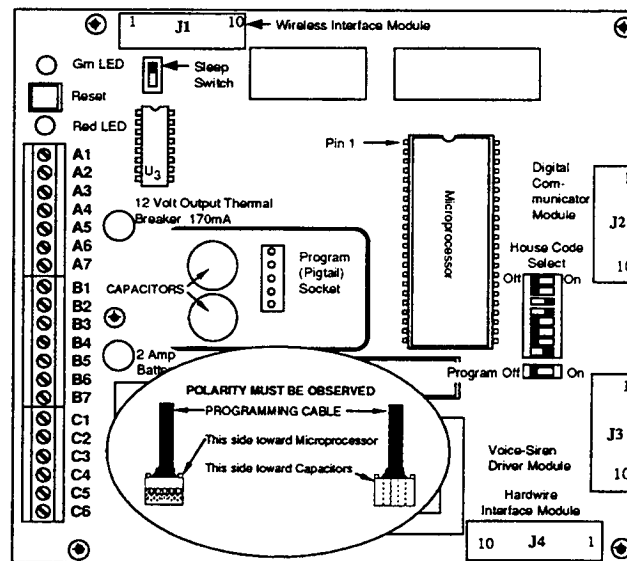 1 J1 10
Wireless Interface Module
Grn LED
Sleep
Switch
Reset
Red LED
U3
Pin 1
Microprocessor
A1
A2
A3
A4
A5
A6
A7
12 Volt Output Thermal
Breaker 170mA
Digital
Com-
municator
Module
1
J2
10
House Code
Select
Off
On
Program
(Pigtail)
Socket
CAPACITORS
B1
B2
B3
B4
B5
B6
B7
2 Amp
Program Off
On
POLARITY MUST BE OBSERVED
PROGRAMMING CABLE
This side toward Microprocessor
This side toward Capacitors
C1
C2
C3
C4
C5
C6
1
J3
10
Voice-Siren
Driver Module
Hardwire
Interface Module
10 J4 1